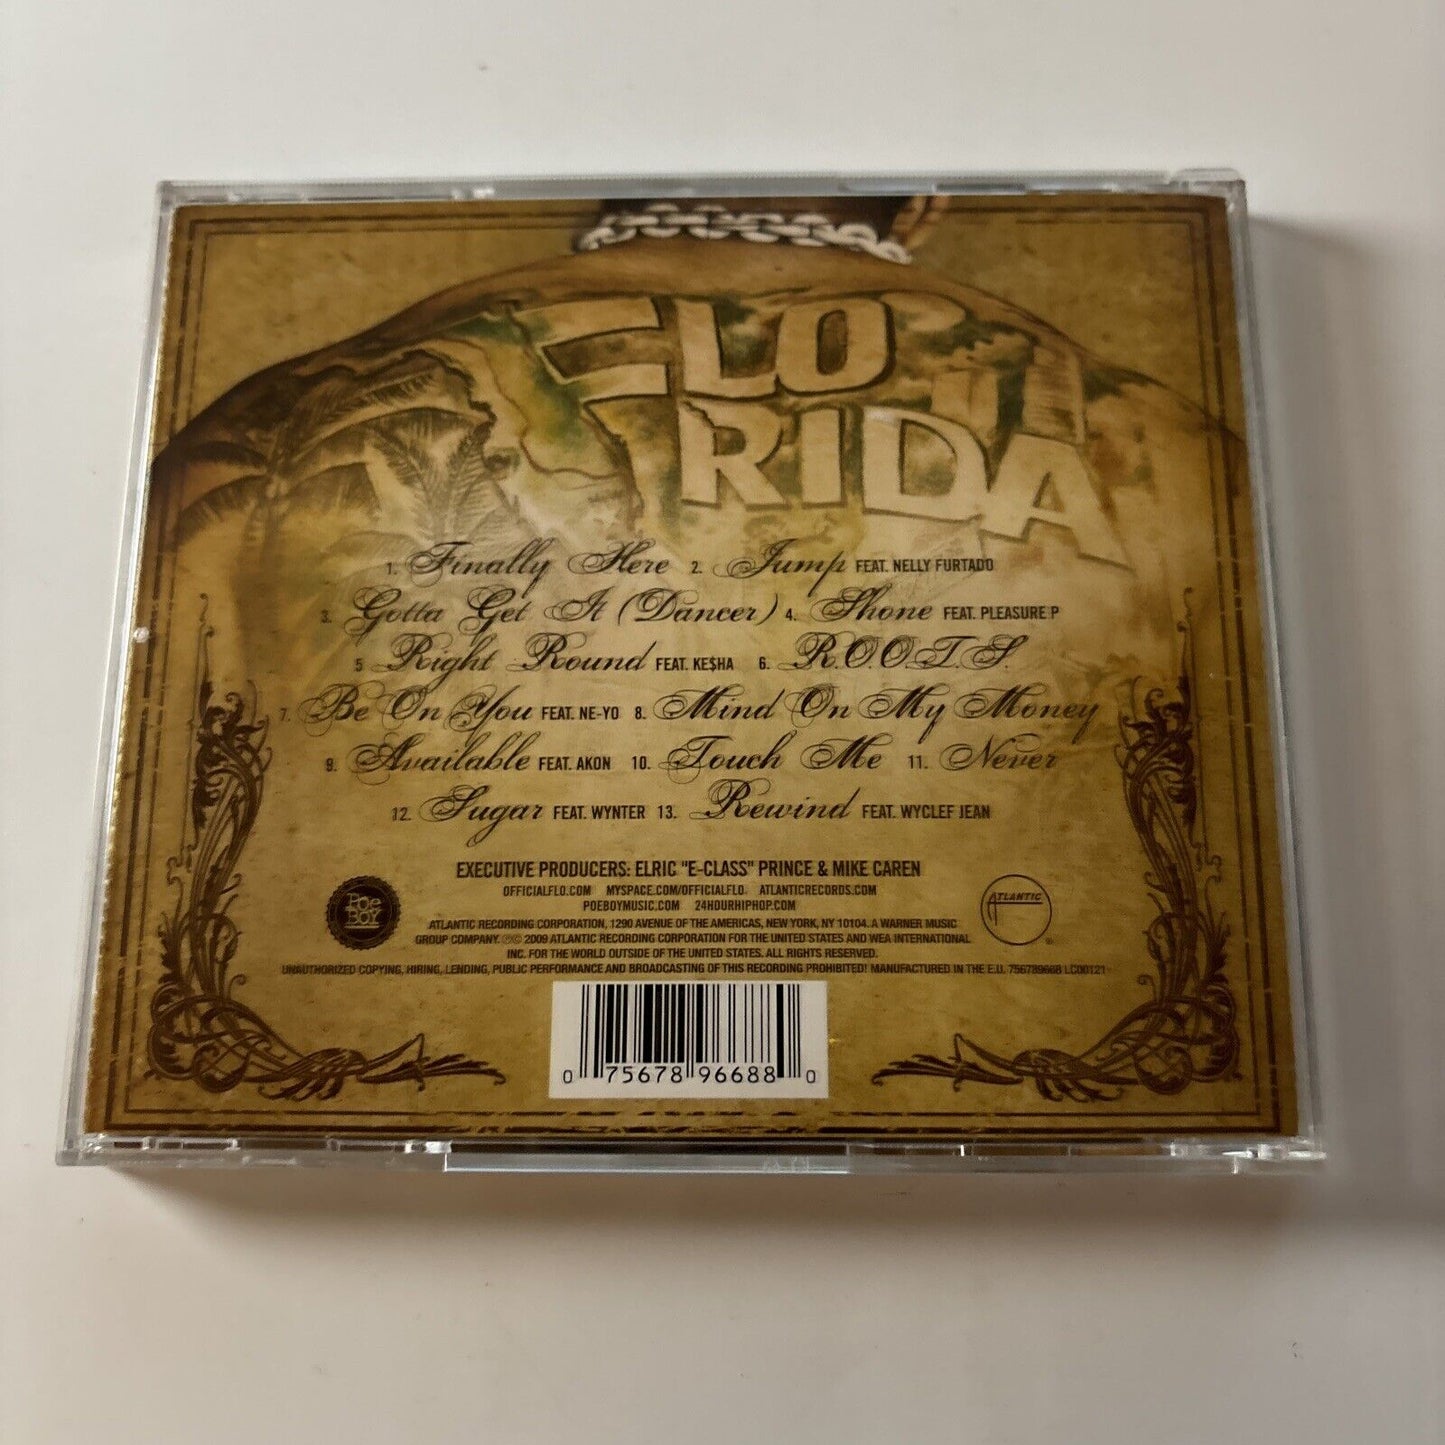 FLO
RIDA
1. Finally Here 2. Jump FEAT. NELLY FURTADO
3. Gotta Get It (Dancer) 4. Shone FEAT. PLEASURE P
5 Right Round FEAT. KE$HA 6. R.O.O.T.S.
7. Be On You FEAT. NE-YO 8. Mind On My Money
9. Available FEAT. AKON 10. Touch Me 11. Never
12. Sugar FEAT. WYNTER 13. Rewind FEAT. WYCLEF JEAN
EXECUTIVE PRODUCERS: ELRIC "E-CLASS" PRINCE & MIKE CAREN
OFFICIALFLO.COM MYSPACE.COM/OFFICIALFLO ATLANTICRECORDS.COM
POEBOYMUSIC.COM 24HOURHIPHOP.COM
POE
BOY
ATLANTIC
ATLANTIC RECORDING CORPORATION, 1290 AVENUE OF THE AMERICAS, NEW YORK, NY 10104. A WARNER MUSIC
GROUP COMPANY. ℗© 2009 ATLANTIC RECORDING CORPORATION FOR THE UNITED STATES AND WEA INTERNATIONAL
INC. FOR THE WORLD OUTSIDE OF THE UNITED STATES. ALL RIGHTS RESERVED.
UNAUTHORIZED COPYING, HIRING, LENDING, PUBLIC PERFORMANCE AND BROADCASTING OF THIS RECORDING PROHIBITED! MANUFACTURED IN THE E.U. 7567896688 LC00121
0 75678 96688 0